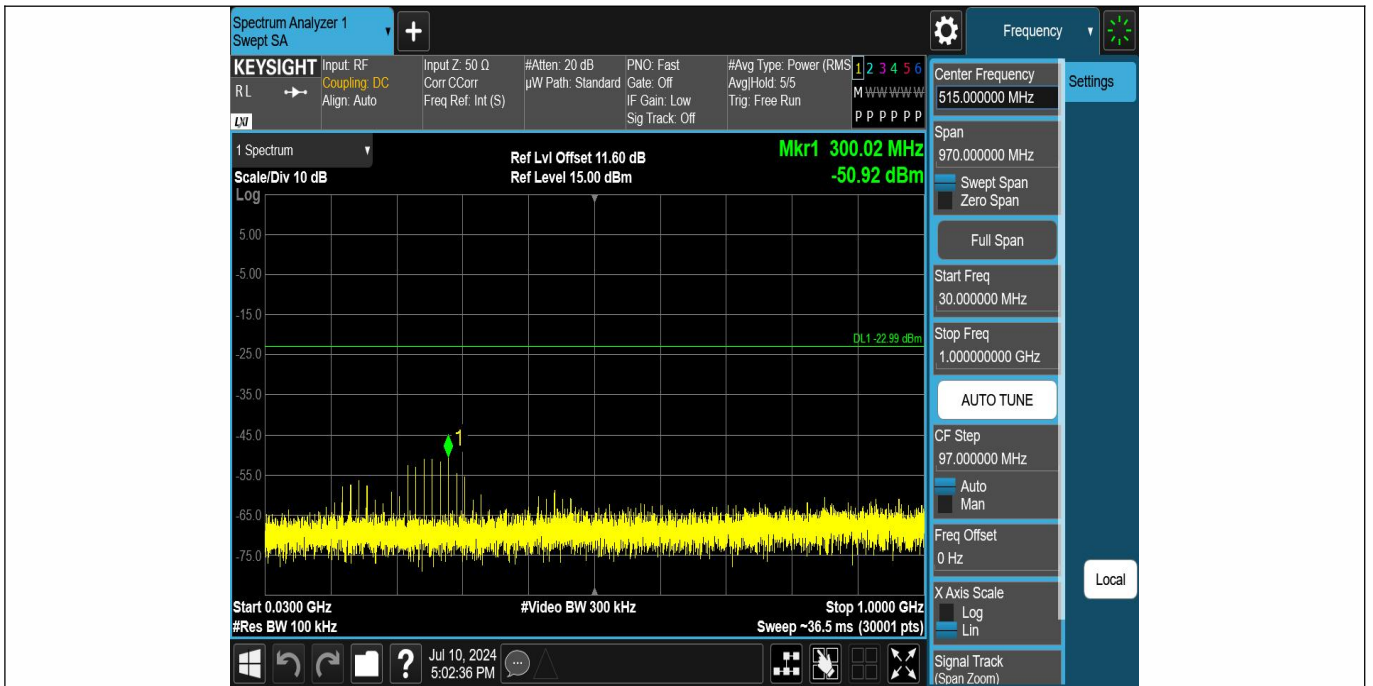 Spectrum Analyzer 1
Swept SA
+
Frequency
KEYSIGHT
RL
LXI
Input: RF
Coupling: DC
Align: Auto
Input Z: 50 Ω
Corr CCorr
Freq Ref: Int (S)
#Atten: 20 dB
µW Path: Standard
PNO: Fast
Gate: Off
IF Gain: Low
Sig Track: Off
#Avg Type: Power (RMS
Avg|Hold: 5/5
Trig: Free Run
1 2 3 4 5 6
M W W W W W
P P P P P P
1 Spectrum
Scale/Div 10 dB
Log
Ref Lvl Offset 11.60 dB
Ref Level 15.00 dBm
Mkr1 300.02 MHz
-50.92 dBm
5.00
-5.00
-15.0
-25.0
-35.0
-45.0
-55.0
-65.0
-75.0
DL1 -22.99 dBm
1
Start 0.0300 GHz
#Res BW 100 kHz
#Video BW 300 kHz
Stop 1.0000 GHz
Sweep ~36.5 ms (30001 pts)
Center Frequency
515.000000 MHz
Settings
Span
970.000000 MHz
Swept Span
Zero Span
Full Span
Start Freq
30.000000 MHz
Stop Freq
1.000000000 GHz
AUTO TUNE
CF Step
97.000000 MHz
Auto
Man
Freq Offset
0 Hz
X Axis Scale
Log
Lin
Local
Signal Track
(Span Zoom)
?
Jul 10, 2024
5:02:36 PM